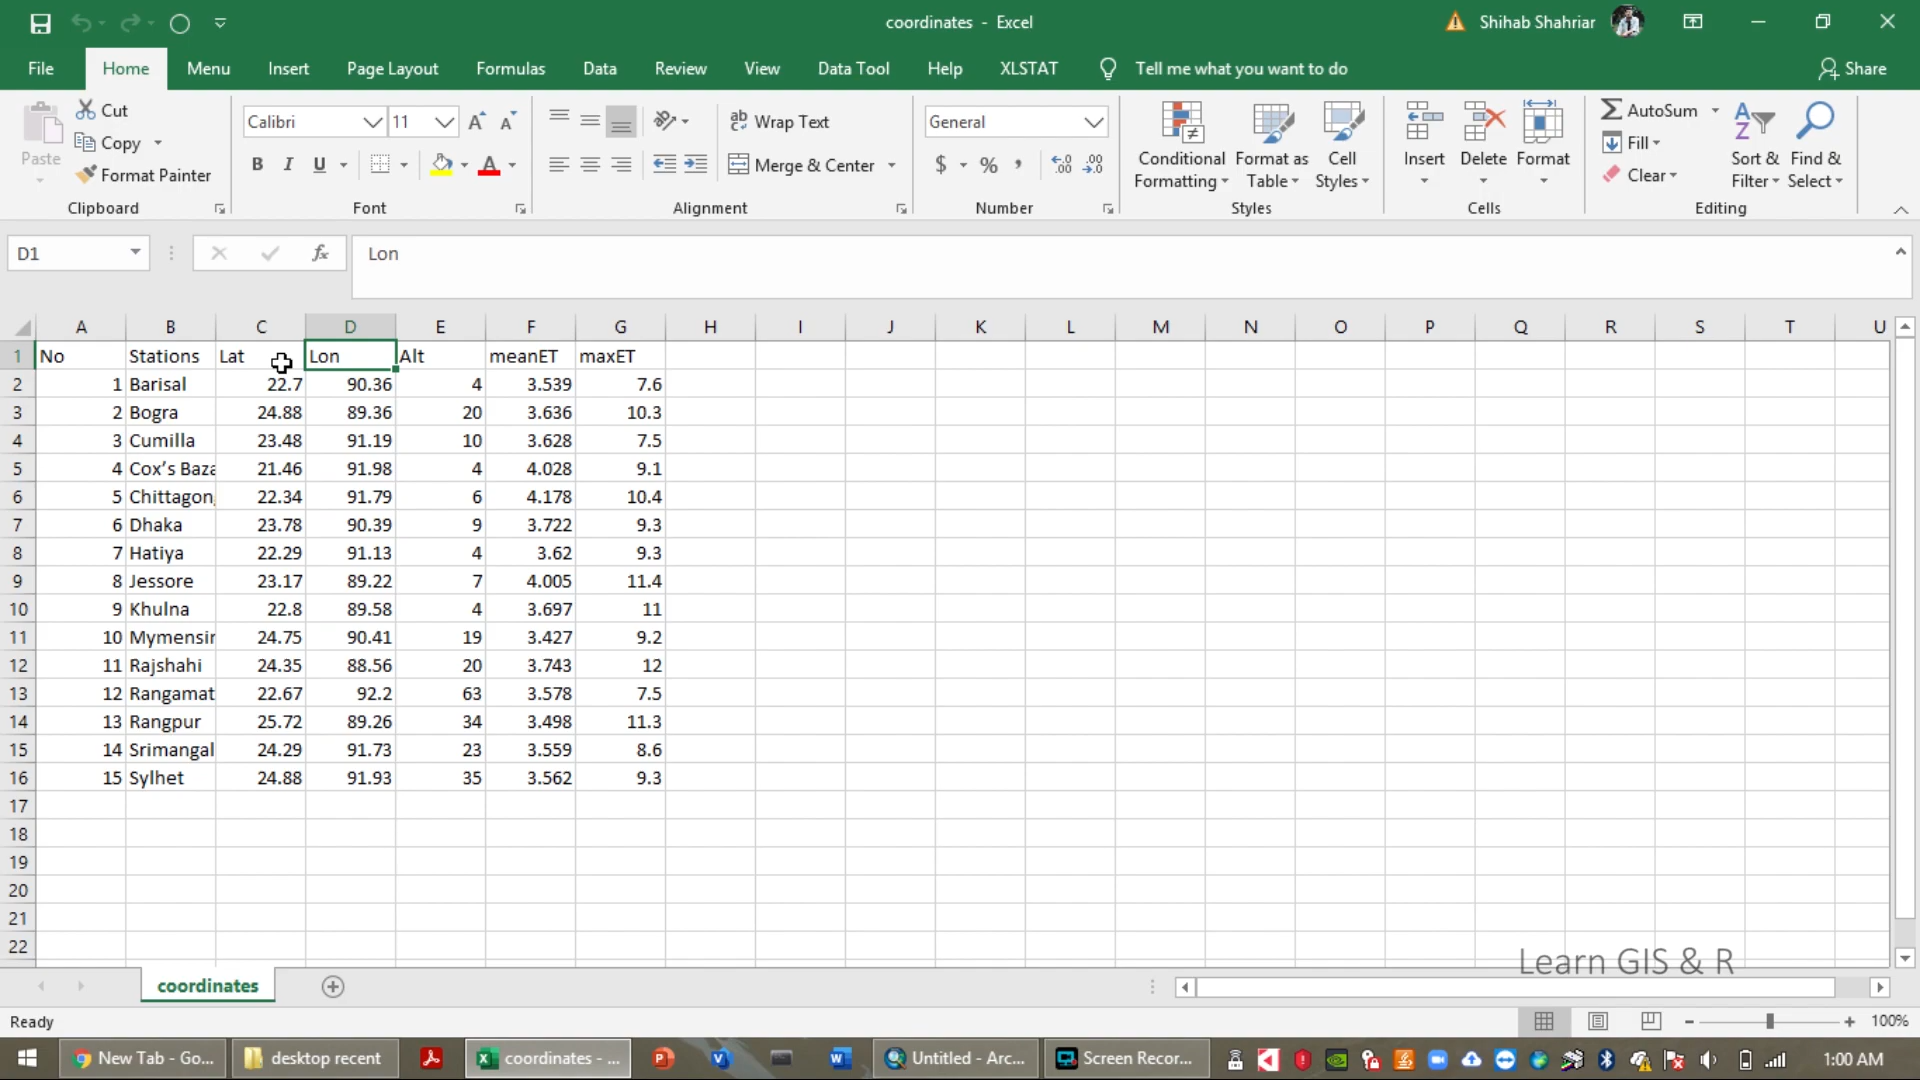 coordinates - Excel
Shihab Shahriar
File Home Menu Insert Page Layout Formulas Data Review View Data Tool Help XLSTAT Tell me what you want to do Share
Paste
Cut
Copy
Format Painter
Clipboard
Calibri 11
B I U A
Font
Wrap Text
Merge & Center
Alignment
General
$ % ,
Number
Conditional Formatting
Format as Table
Cell Styles
Styles
Insert Delete Format
Cells
AutoSum
Fill
Clear
Sort & Filter
Find & Select
Editing
D1 fx Lon
A B C D E F G H I J K L M N O P Q R S T U
1 No Stations Lat Lon Alt meanET maxET
2 1 Barisal 22.7 90.36 4 3.539 7.6
3 2 Bogra 24.88 89.36 20 3.636 10.3
4 3 Cumilla 23.48 91.19 10 3.628 7.5
5 4 Cox’s Baza 21.46 91.98 4 4.028 9.1
6 5 Chittagon 22.34 91.79 6 4.178 10.4
7 6 Dhaka 23.78 90.39 9 3.722 9.3
8 7 Hatiya 22.29 91.13 4 3.62 9.3
9 8 Jessore 23.17 89.22 7 4.005 11.4
10 9 Khulna 22.8 89.58 4 3.697 11
11 10 Mymensir 24.75 90.41 19 3.427 9.2
12 11 Rajshahi 24.35 88.56 20 3.743 12
13 12 Rangamat 22.67 92.2 63 3.578 7.5
14 13 Rangpur 25.72 89.26 34 3.498 11.3
15 14 Srimangal 24.29 91.73 23 3.559 8.6
16 15 Sylhet 24.88 91.93 35 3.562 9.3
17
18
19
20
21
22
Learn GIS & R
coordinates
Ready
100%
New Tab - Go...
desktop recent
coordinates - ...
Untitled - Arc...
Screen Recor...
1:00 AM